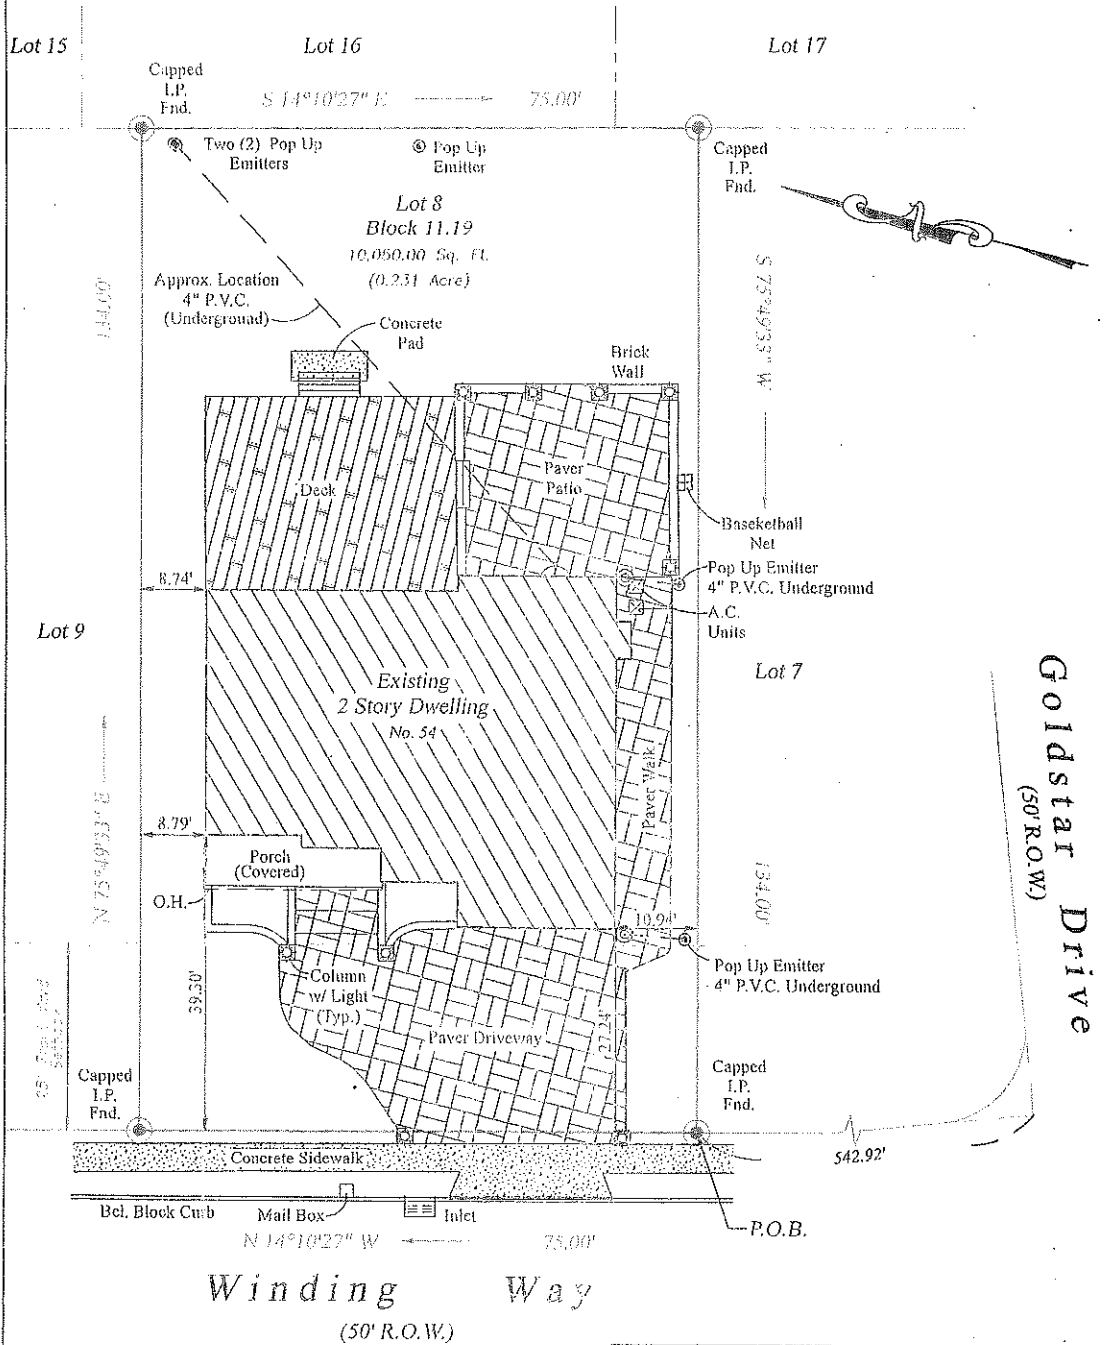 Lot 15
Lot 16
Lot 17
Capped
I.P.
Fnd.
S 14°10'27" E
75.00'
Two (2) Pop Up
Emitters
Pop Up
Emitter
Capped
I.P.
Fnd.
Lot 8
Block 11.19
10,050.00 Sq. Ft.
(0.231 Acre)
134.00'
S 75°49'33" W
Approx. Location
4" P.V.C.
(Underground)
Concrete
Pad
Brick
Wall
Deck
Paver
Patio
Baseketball
Net
Pop Up Emitter
4" P.V.C. Underground
A.C.
Units
8.74'
Lot 9
Lot 7
Existing
2 Story Dwelling
No. 54
Paver Walk
Goldstar Drive
(50' R.O.W.)
N 75°49'33" E
8.79'
Porch
(Covered)
O.H.
134.00'
10.94'
Pop Up Emitter
4" P.V.C. Underground
39.30'
Column
w/ Light
(Typ.)
Paver Driveway
27.24'
Capped
I.P.
Fnd.
Capped
I.P.
Fnd.
542.92'
Concrete Sidewalk
Bel. Block Curb
Mail Box
Inlet
P.O.B.
N 14°10'27" W
75.00'
Winding Way
(50' R.O.W.)